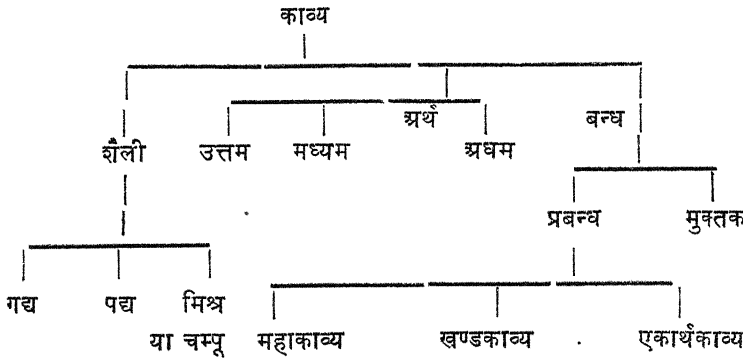 काव्य
अर्थ बन्ध
शैली उत्तम मध्यम अधम
प्रबन्ध मुक्तक
गद्य पद्य मिश्र
या चम्पू महाकाव्य खण्डकाव्य एकार्थकाव्य